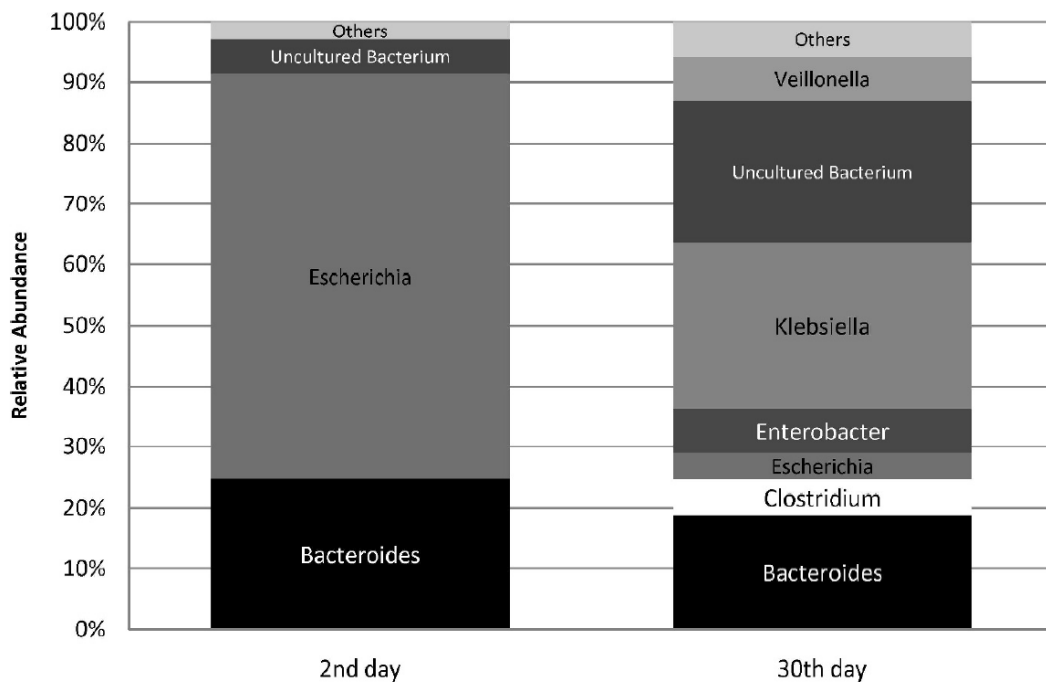 100%
90%
80%
70%
60%
50%
40%
30%
20%
10%
0%
Relative Abundance
Others
Uncultured Bacterium
Escherichia
Bacteroides
2nd day
Others
Veillonella
Uncultured Bacterium
Klebsiella
Enterobacter
Escherichia
Clostridium
Bacteroides
30th day